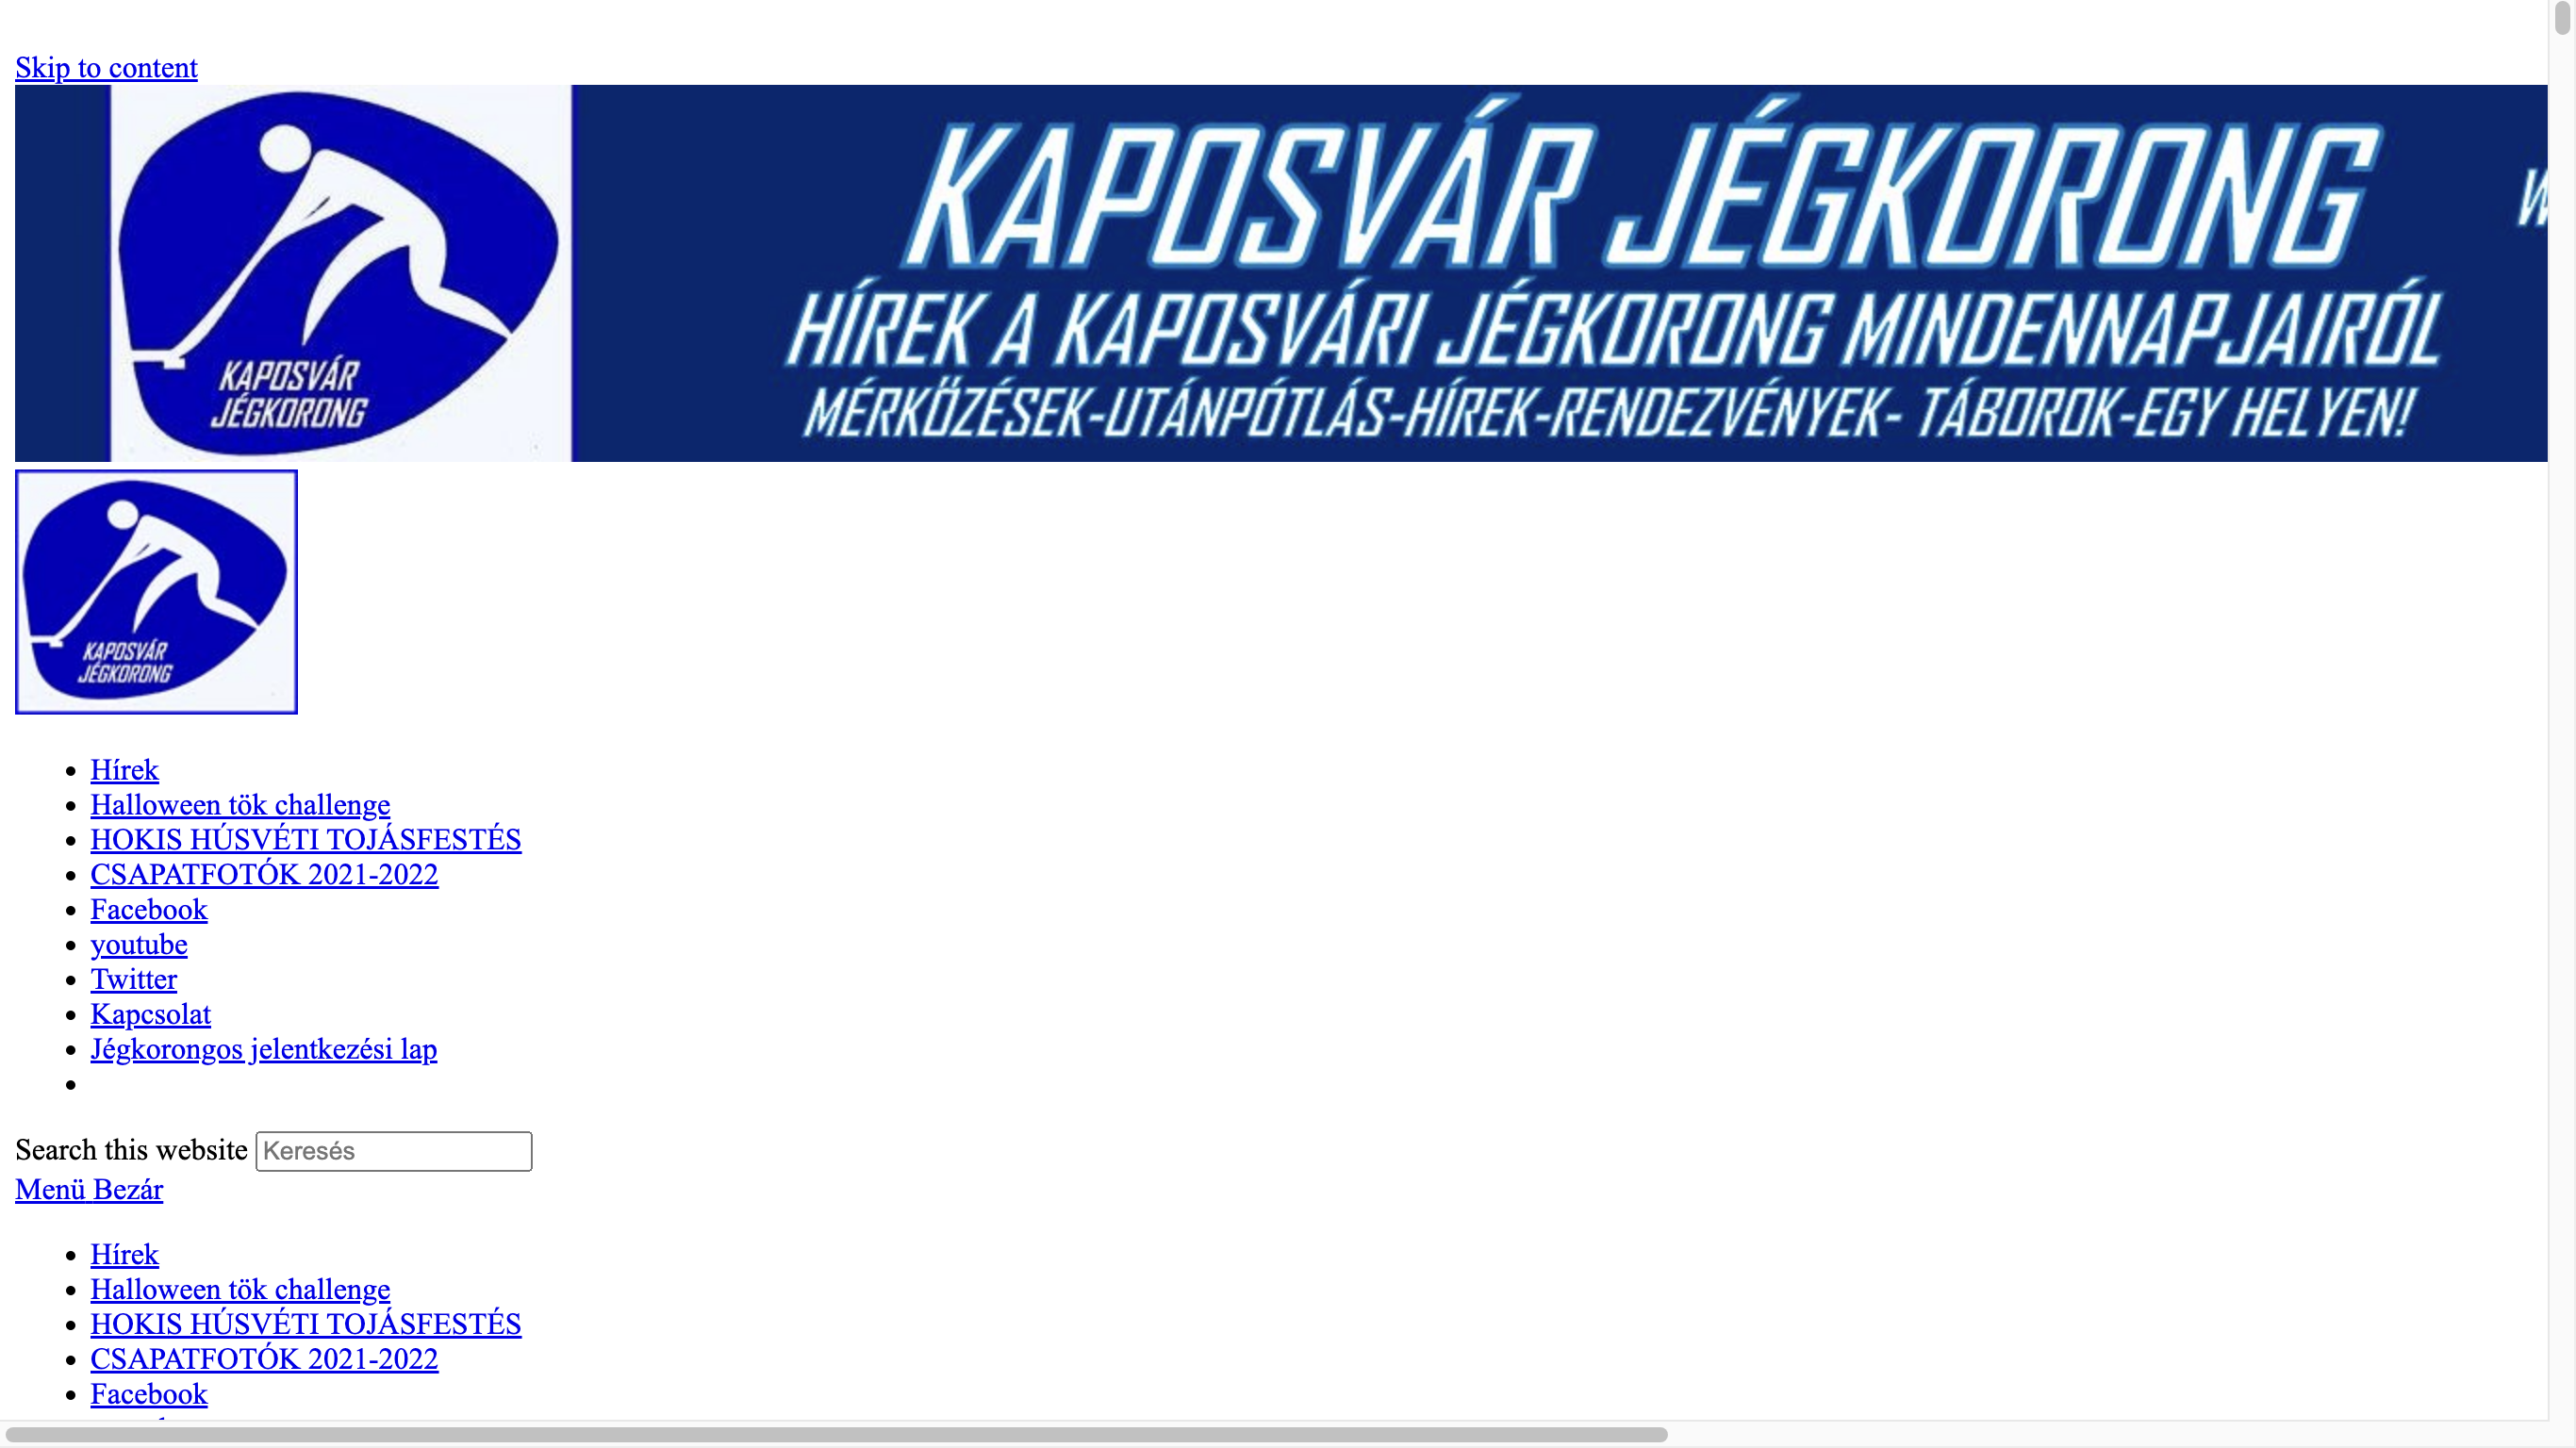 Skip to content
KAPOSVÁR JÉGKORONG
HÍREK A KAPOSVÁRI JÉGKORONG MINDENNAPJAIRÓL
MÉRKŐZÉSEK-UTÁNPÓTLÁS-HÍREK-RENDEZVÉNYEK- TÁBOROK-EGY HELYEN!
KAPOSVÁR
JÉGKORONG
KAPOSVÁR
JÉGKORONG
Hírek
Halloween tök challenge
HOKIS HÚSVÉTI TOJÁSFESTÉS
CSAPATFOTÓK 2021-2022
Facebook
youtube
Twitter
Kapcsolat
Jégkorongos jelentkezési lap
Search this website Keresés
Menü Bezár
Hírek
Halloween tök challenge
HOKIS HÚSVÉTI TOJÁSFESTÉS
CSAPATFOTÓK 2021-2022
Facebook